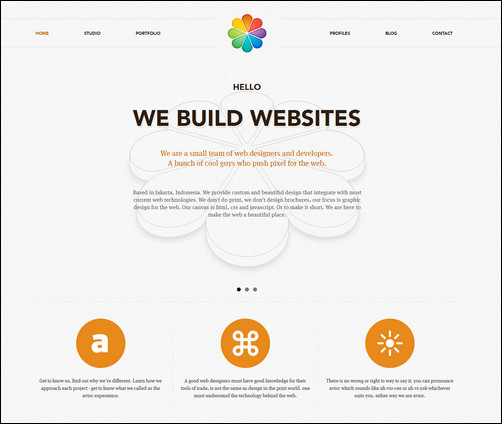 HOME STUDIO PORTFOLIO PROFILES BLOG CONTACT
HELLO
WE BUILD WEBSITES
We are a small team of web designers and developers.
A bunch of cool guys who push pixel for the web.
Based in Jakarta, Indonesia. We provide custom and beautiful design that integrate with most
current web technologies. We don't do print, we don't design brochures, our focus is graphic
design for the web. Our canvas is html, css and javascript. Or to make it short, We are here to
make the web a beautiful place.
a
Get to know us, find out why we're different. Learn how we
approach each project - get to know what we called as the
avioc experience.
A good web designers must have good knowledge for their
tools of trade, is not the same as design in the print world. one
must understand the technology behind the web.
There is no wrong or right to way to say it. you can pronounce
avioc which sounds like ah-vio-cee or ah-vi-yok whichever
suits you. either way we are avioc.